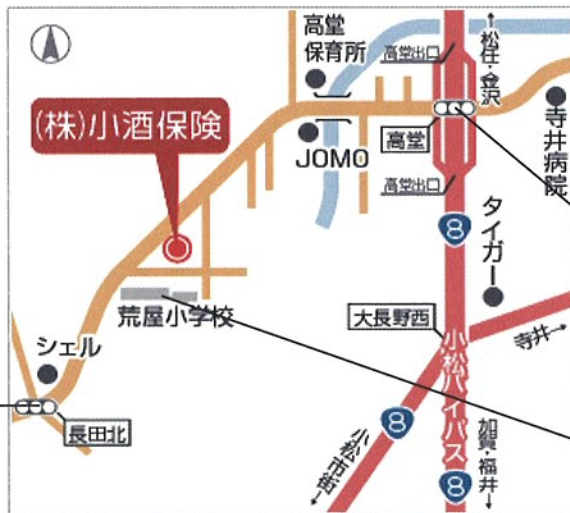 高堂
保育所
高堂出口
←松任・金沢
(株)小酒保険
高堂
寺井病院
JOMO
高堂出口
8
タイガー
荒屋小学校
大長野西
シェル
小松バイパス
寺井→
長田北
8
小松市街→
加賀・福井→
8